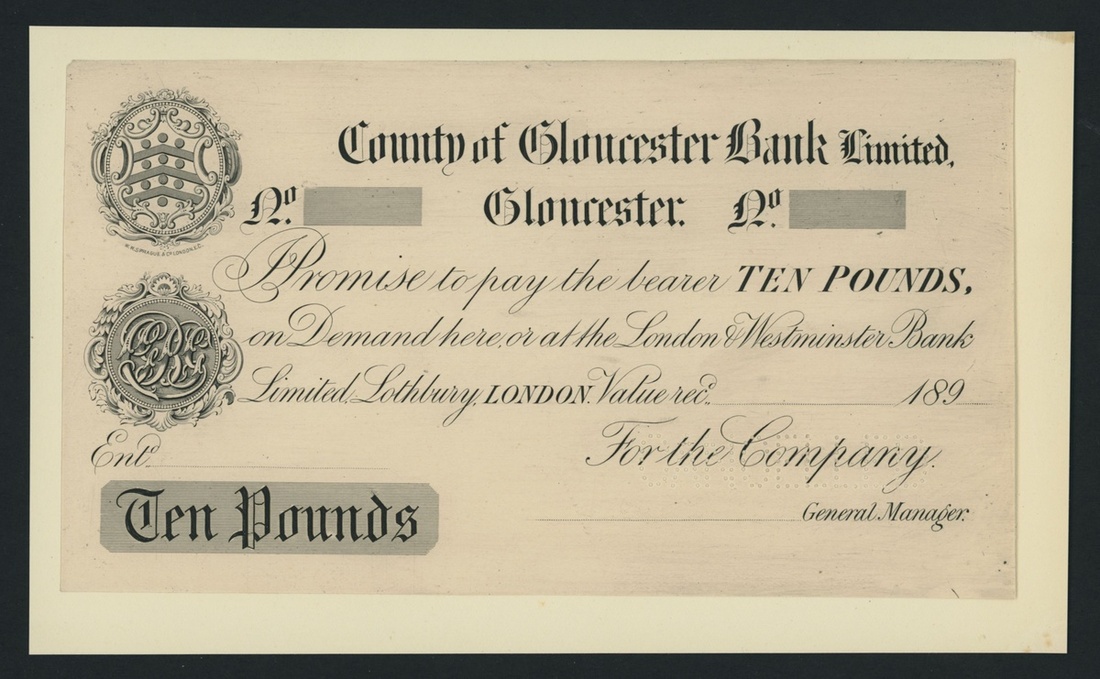 County of Gloucester Bank Limited,
No. Gloucester. No.
I Promise to pay the bearer TEN POUNDS,
on Demand here, or at the London & Westminster Bank
Limited, Lothbury, LONDON. Value recd. 189
Entd.
For the Company.
Ten Pounds
General Manager.